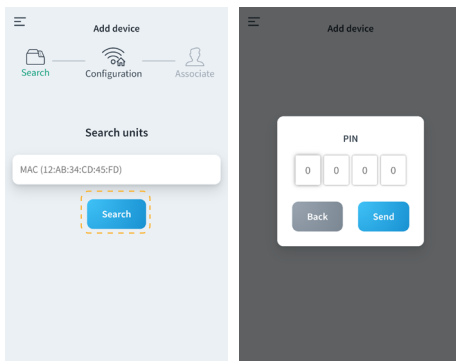 Add device
Search
Configuration
Associate
Search units
MAC (12:AB:34:CD:45:FD)
Search
Add device
PIN
0 0 0 0
Back Send